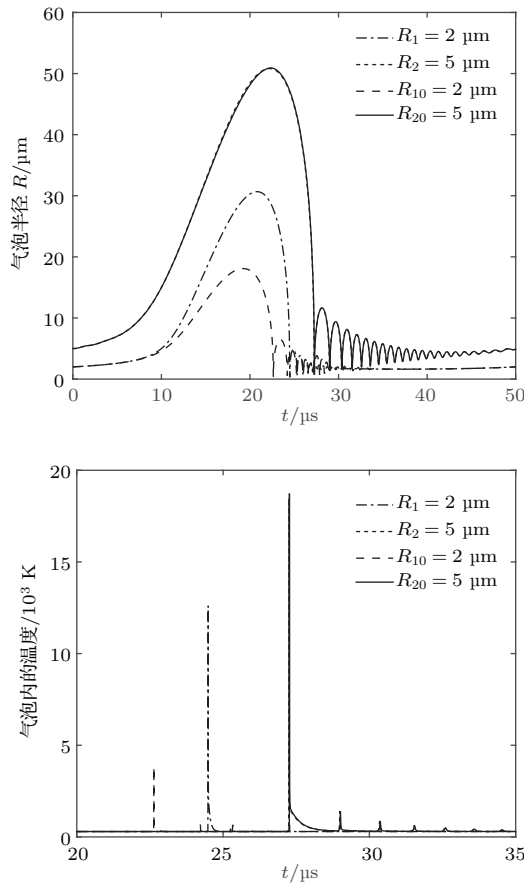 60
50
40
30
20
10
0
气泡半径 R/µm
R₁ = 2 µm
R₂ = 5 µm
R₁₀ = 2 µm
R₂₀ = 5 µm
0 10 20 30 40 50
t/µs
20
15
10
5
0
气泡内的温度/10³ K
R₁ = 2 µm
R₂ = 5 µm
R₁₀ = 2 µm
R₂₀ = 5 µm
20 25 30 35
t/µs